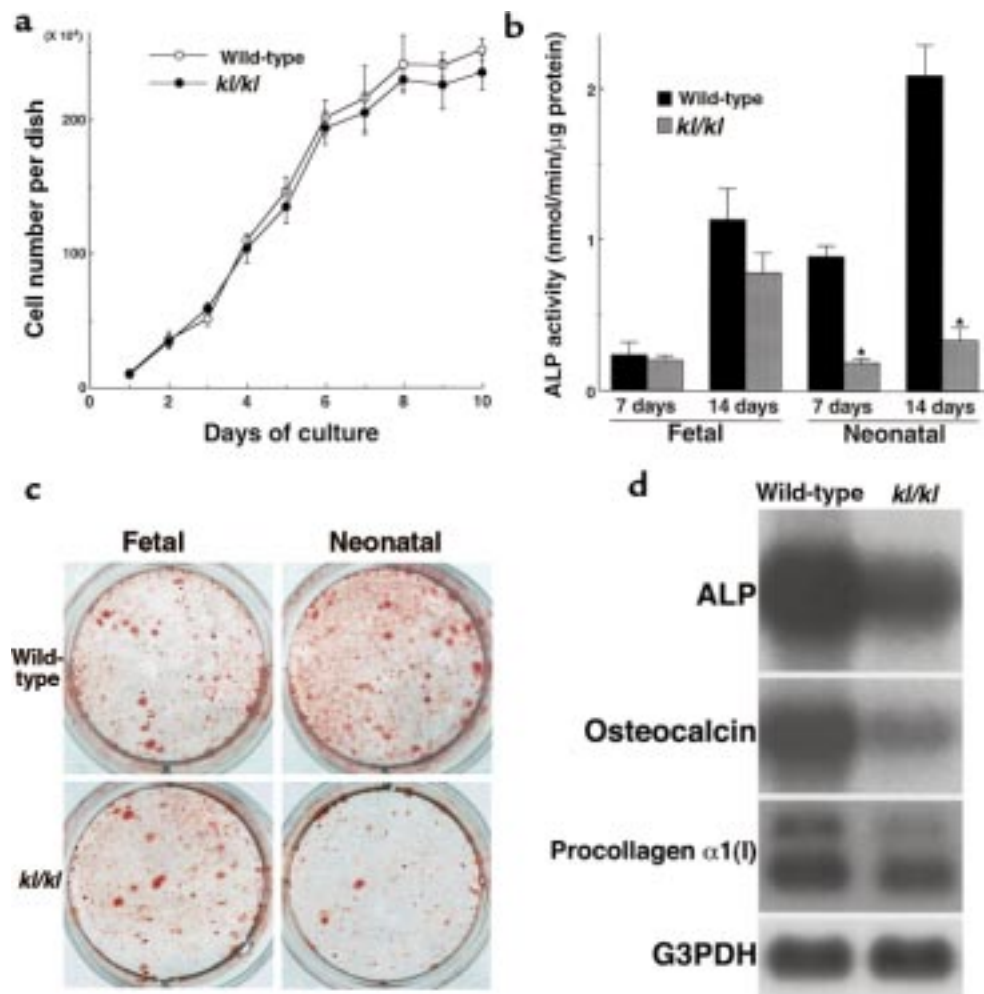 a
(X 10⁴)
Wild-type
kl/kl
Cell number per dish
200
100
0
0 2 4 6 8 10
Days of culture
b
Wild-type
kl/kl
ALP activity (nmol/min/μg protein)
2
1
0
* *
7 days 14 days 7 days 14 days
Fetal Neonatal
c
Fetal Neonatal
Wild-
type
kl/kl
d
Wild-type kl/kl
ALP
Osteocalcin
Procollagen α1(I)
G3PDH